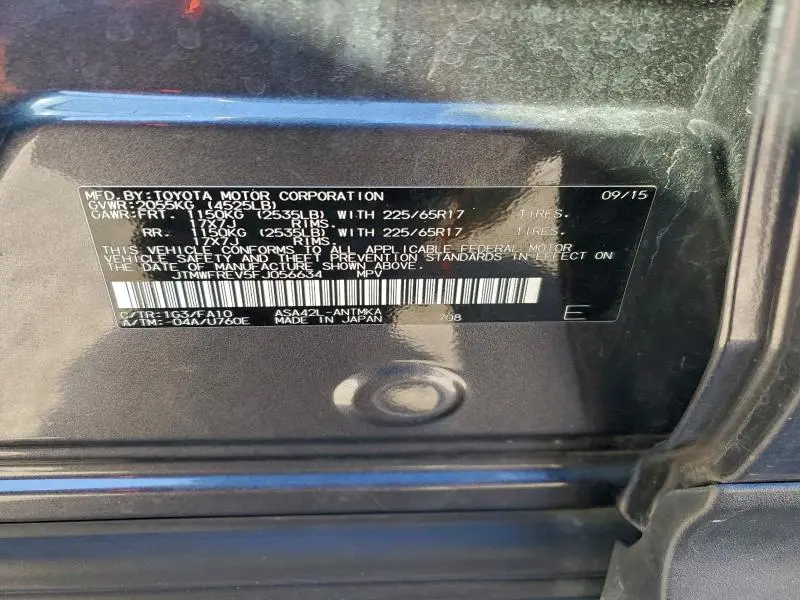 MFD.BY:TOYOTA MOTOR CORPORATION 09/15
GVWR:2055KG (4525LB)
GAWR:FRT. 1150KG (2535LB) WITH 225/65R17 TIRES.
17X7J RIMS.
RR. 1150KG (2535LB) WITH 225/65R17 TIRES.
17X7J RIMS.
THIS VEHICLE CONFORMS TO ALL APPLICABLE FEDERAL MOTOR
VEHICLE SAFETY AND THEFT PREVENTION STANDARDS IN EFFECT ON
THE DATE OF MANUFACTURE SHOWN ABOVE.
JTMWFREV5FJ056634 MPV
C/TR:1G3/FA10 ASA42L-ANTMKA 708
A/TM:-04A/U760E MADE IN JAPAN E